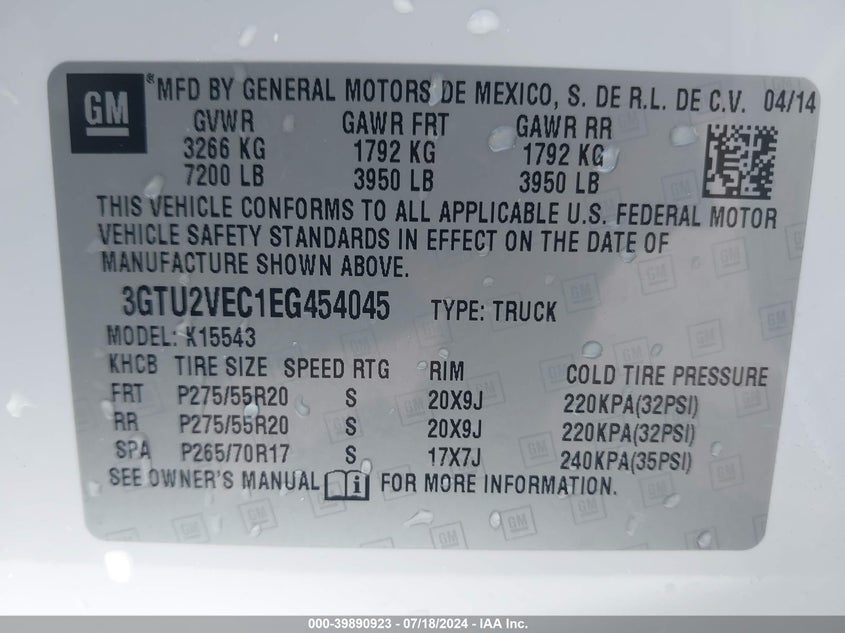 GM
® MFD BY GENERAL MOTORS DE MEXICO, S. DE R.L. DE C.V. 04/14
GVWR GAWR FRT GAWR RR
3266 KG 1792 KG 1792 KG
7200 LB 3950 LB 3950 LB
THIS VEHICLE CONFORMS TO ALL APPLICABLE U.S. FEDERAL MOTOR
VEHICLE SAFETY STANDARDS IN EFFECT ON THE DATE OF
MANUFACTURE SHOWN ABOVE.
3GTU2VEC1EG454045 TYPE: TRUCK
MODEL: K15543
KHCB TIRE SIZE SPEED RTG RIM COLD TIRE PRESSURE
FRT P275/55R20 S 20X9J 220KPA(32PSI)
RR P275/55R20 S 20X9J 220KPA(32PSI)
SPA P265/70R17 S 17X7J 240KPA(35PSI)
SEE OWNER'S MANUAL i FOR MORE INFORMATION.
000-39890923 / 07/18/2024 - IAA Inc.